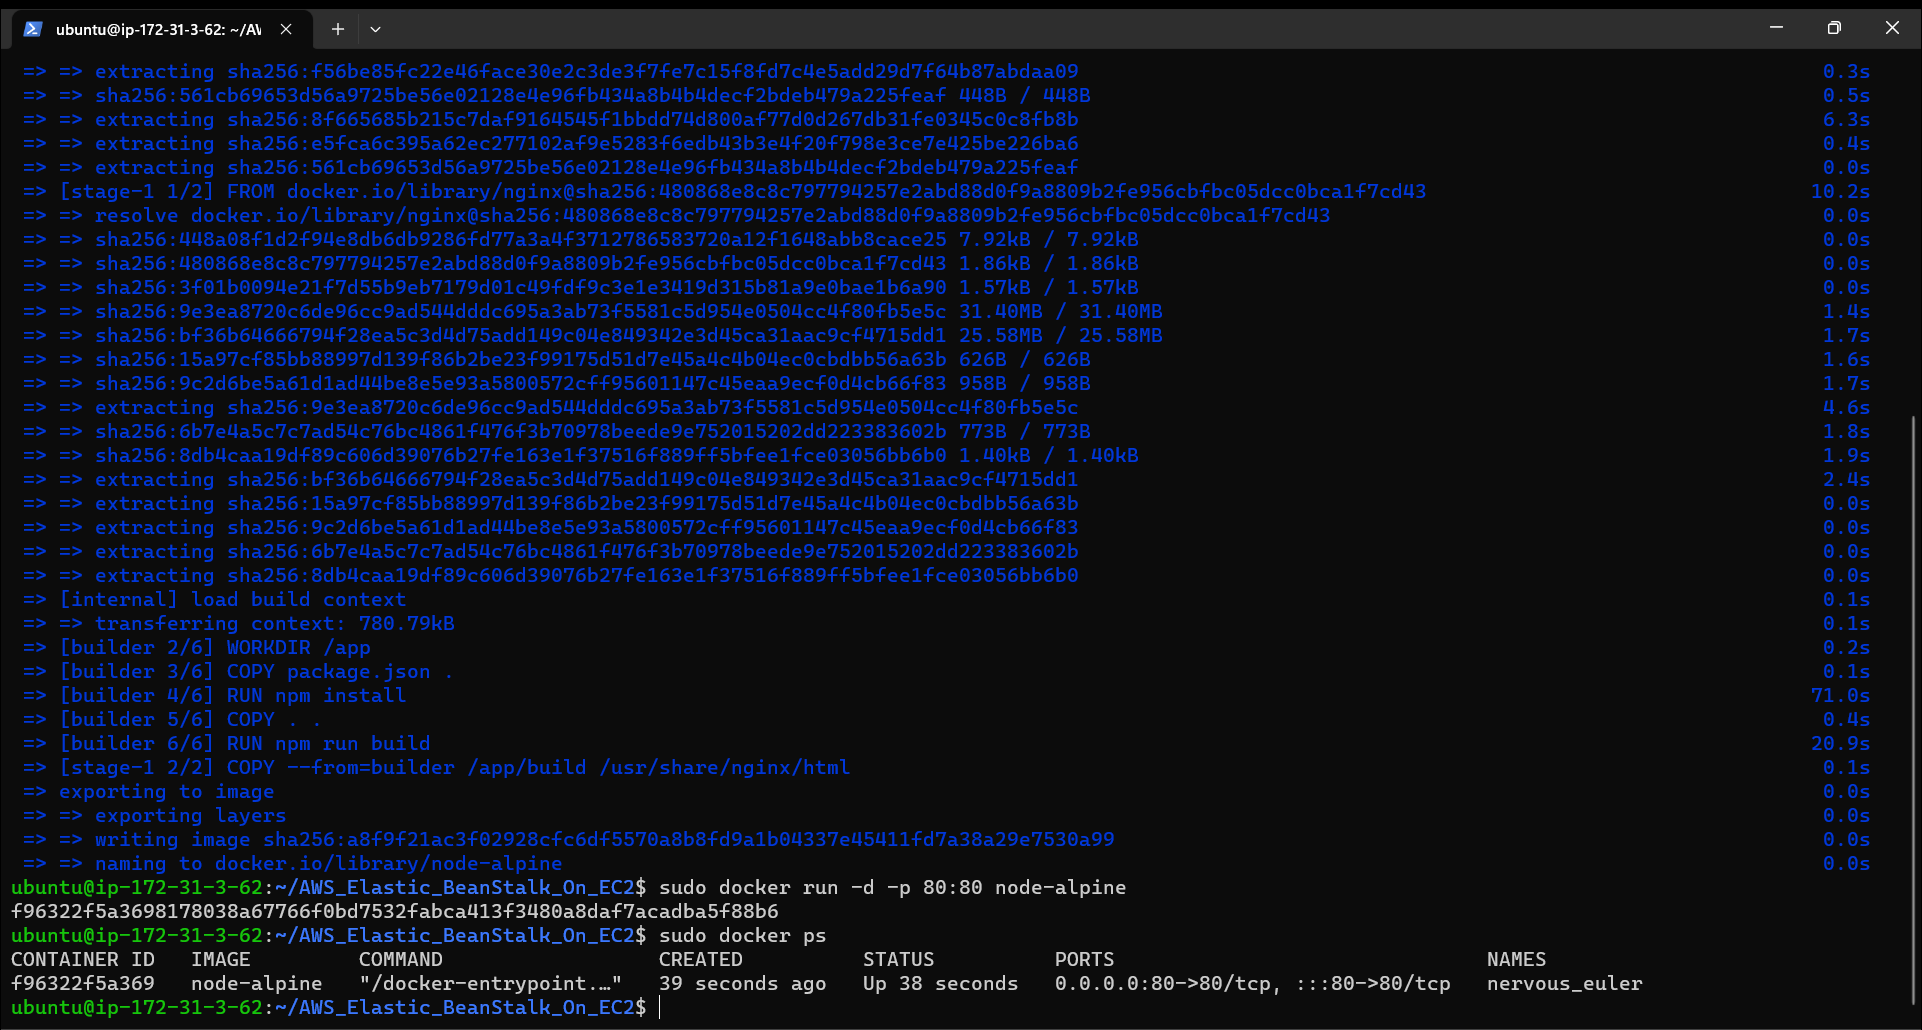 ubuntu@ip-172-31-3-62: ~/AV
=> => extracting sha256:f56be85fc22e46face30e2c3de3f7fe7c15f8fd7c4e5add29d7f64b87abdaa09 0.3s
=> => sha256:561cb69653d56a9725be56e02128e4e96fb434a8b4b4decf2bdeb479a225feaf 448B / 448B 0.5s
=> => extracting sha256:8f665685b215c7daf9164545f1bbdd74d800af77d0d267db31fe0345c0c8fb8b 6.3s
=> => extracting sha256:e5fca6c395a62ec277102af9e5283f6edb43b3e4f20f798e3ce7e425be226ba6 0.4s
=> => extracting sha256:561cb69653d56a9725be56e02128e4e96fb434a8b4b4decf2bdeb479a225feaf 0.0s
=> [stage-1 1/2] FROM docker.io/library/nginx@sha256:480868e8c8c797794257e2abd88d0f9a8809b2fe956cbfbc05dcc0bca1f7cd43 10.2s
=> => resolve docker.io/library/nginx@sha256:480868e8c8c797794257e2abd88d0f9a8809b2fe956cbfbc05dcc0bca1f7cd43 0.0s
=> => sha256:448a08f1d2f94e8db6db9286fd77a3a4f3712786583720a12f1648abb8cace25 7.92kB / 7.92kB 0.0s
=> => sha256:480868e8c8c797794257e2abd88d0f9a8809b2fe956cbfbc05dcc0bca1f7cd43 1.86kB / 1.86kB 0.0s
=> => sha256:3f01b0094e21f7d55b9eb7179d01c49fdf9c3e1e3419d315b81a9e0bae1b6a90 1.57kB / 1.57kB 0.0s
=> => sha256:9e3ea8720c6de96cc9ad544dddc695a3ab73f5581c5d954e0504cc4f80fb5e5c 31.40MB / 31.40MB 1.4s
=> => sha256:bf36b64666794f28ea5c3d4d75add149c04e849342e3d45ca31aac9cf4715dd1 25.58MB / 25.58MB 1.7s
=> => sha256:15a97cf85bb88997d139f86b2be23f99175d51d7e45a4c4b04ec0cbdbb56a63b 626B / 626B 1.6s
=> => sha256:9c2d6be5a61d1ad44be8e5e93a5800572cff95601147c45eaa9ecf0d4cb66f83 958B / 958B 1.7s
=> => extracting sha256:9e3ea8720c6de96cc9ad544dddc695a3ab73f5581c5d954e0504cc4f80fb5e5c 4.6s
=> => sha256:6b7e4a5c7c7ad54c76bc4861f476f3b70978beede9e752015202dd223383602b 773B / 773B 1.8s
=> => sha256:8db4caa19df89c606d39076b27fe163e1f37516f889ff5bfee1fce03056bb6b0 1.40kB / 1.40kB 1.9s
=> => extracting sha256:bf36b64666794f28ea5c3d4d75add149c04e849342e3d45ca31aac9cf4715dd1 2.4s
=> => extracting sha256:15a97cf85bb88997d139f86b2be23f99175d51d7e45a4c4b04ec0cbdbb56a63b 0.0s
=> => extracting sha256:9c2d6be5a61d1ad44be8e5e93a5800572cff95601147c45eaa9ecf0d4cb66f83 0.0s
=> => extracting sha256:6b7e4a5c7c7ad54c76bc4861f476f3b70978beede9e752015202dd223383602b 0.0s
=> => extracting sha256:8db4caa19df89c606d39076b27fe163e1f37516f889ff5bfee1fce03056bb6b0 0.0s
=> [internal] load build context 0.1s
=> => transferring context: 780.79kB 0.1s
=> [builder 2/6] WORKDIR /app 0.2s
=> [builder 3/6] COPY package.json . 0.1s
=> [builder 4/6] RUN npm install 71.0s
=> [builder 5/6] COPY . . 0.4s
=> [builder 6/6] RUN npm run build 20.9s
=> [stage-1 2/2] COPY --from=builder /app/build /usr/share/nginx/html 0.1s
=> exporting to image 0.0s
=> => exporting layers 0.0s
=> => writing image sha256:a8f9f21ac3f02928cfc6df5570a8b8fd9a1b04337e45411fd7a38a29e7530a99 0.0s
=> => naming to docker.io/library/node-alpine 0.0s
ubuntu@ip-172-31-3-62:~/AWS_Elastic_BeanStalk_On_EC2$ sudo docker run -d -p 80:80 node-alpine
f96322f5a3698178038a67766f0bd7532fabca413f3480a8daf7acadba5f88b6
ubuntu@ip-172-31-3-62:~/AWS_Elastic_BeanStalk_On_EC2$ sudo docker ps
CONTAINER ID   IMAGE         COMMAND                  CREATED          STATUS          PORTS                               NAMES
f96322f5a369   node-alpine   "/docker-entrypoint.…"   39 seconds ago   Up 38 seconds   0.0.0.0:80->80/tcp, :::80->80/tcp   nervous_euler
ubuntu@ip-172-31-3-62:~/AWS_Elastic_BeanStalk_On_EC2$